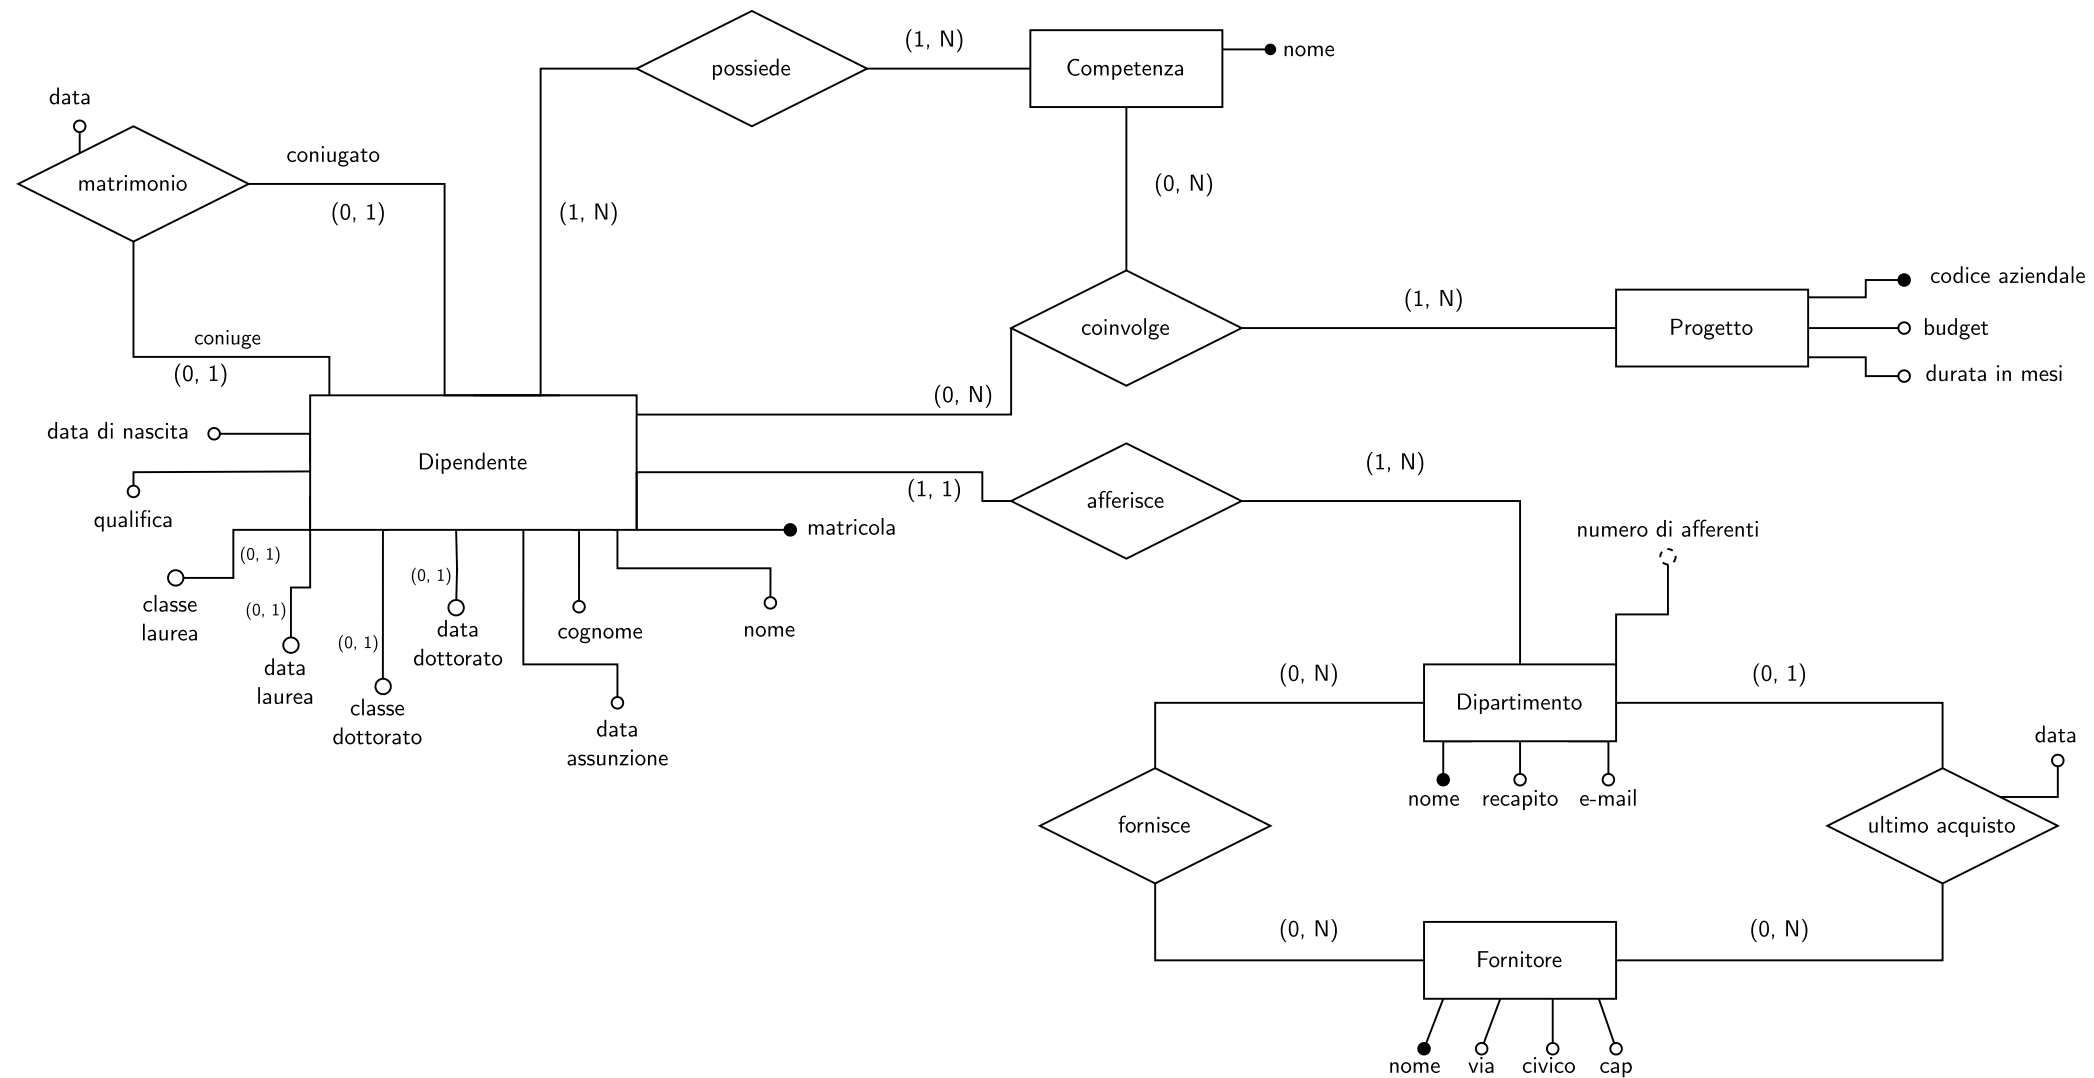 (1, N)
possiede
Competenza
nome
data
matrimonio
coniugato
(0, 1)
(1, N)
(0, N)
coniuge
(0, 1)
coinvolge
(1, N)
Progetto
codice aziendale
budget
durata in mesi
(0, N)
data di nascita
Dipendente
qualifica
(1, 1)
afferisce
(1, N)
matricola
numero di afferenti
(0, 1)
classe
laurea
(0, 1)
data
laurea
(0, 1)
classe
dottorato
(0, 1)
data
dottorato
cognome
nome
data
assunzione
(0, N)
Dipartimento
(0, 1)
data
nome
recapito
e-mail
fornisce
ultimo acquisto
(0, N)
Fornitore
(0, N)
nome
via
civico
cap